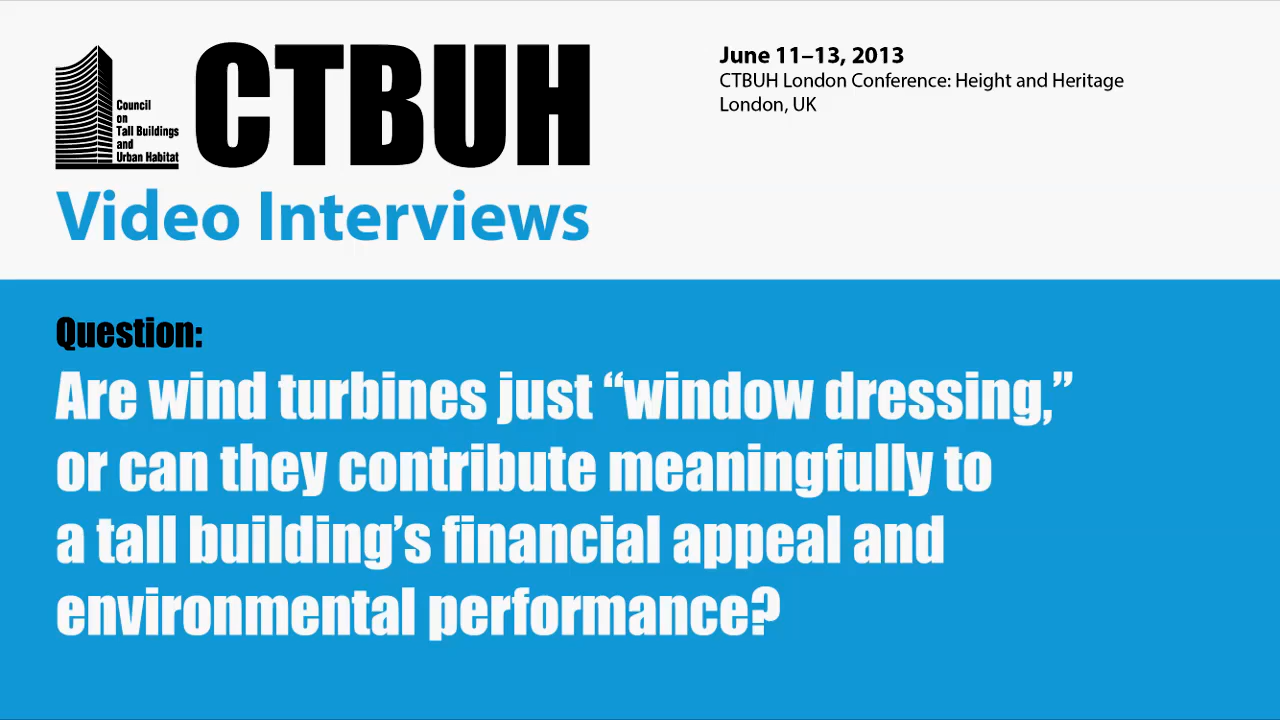 Council
on
Tall Buildings
and
Urban Habitat
CTBUH
Video Interviews
June 11–13, 2013
CTBUH London Conference: Height and Heritage
London, UK
Question:
Are wind turbines just “window dressing,”
or can they contribute meaningfully to
a tall building’s financial appeal and
environmental performance?